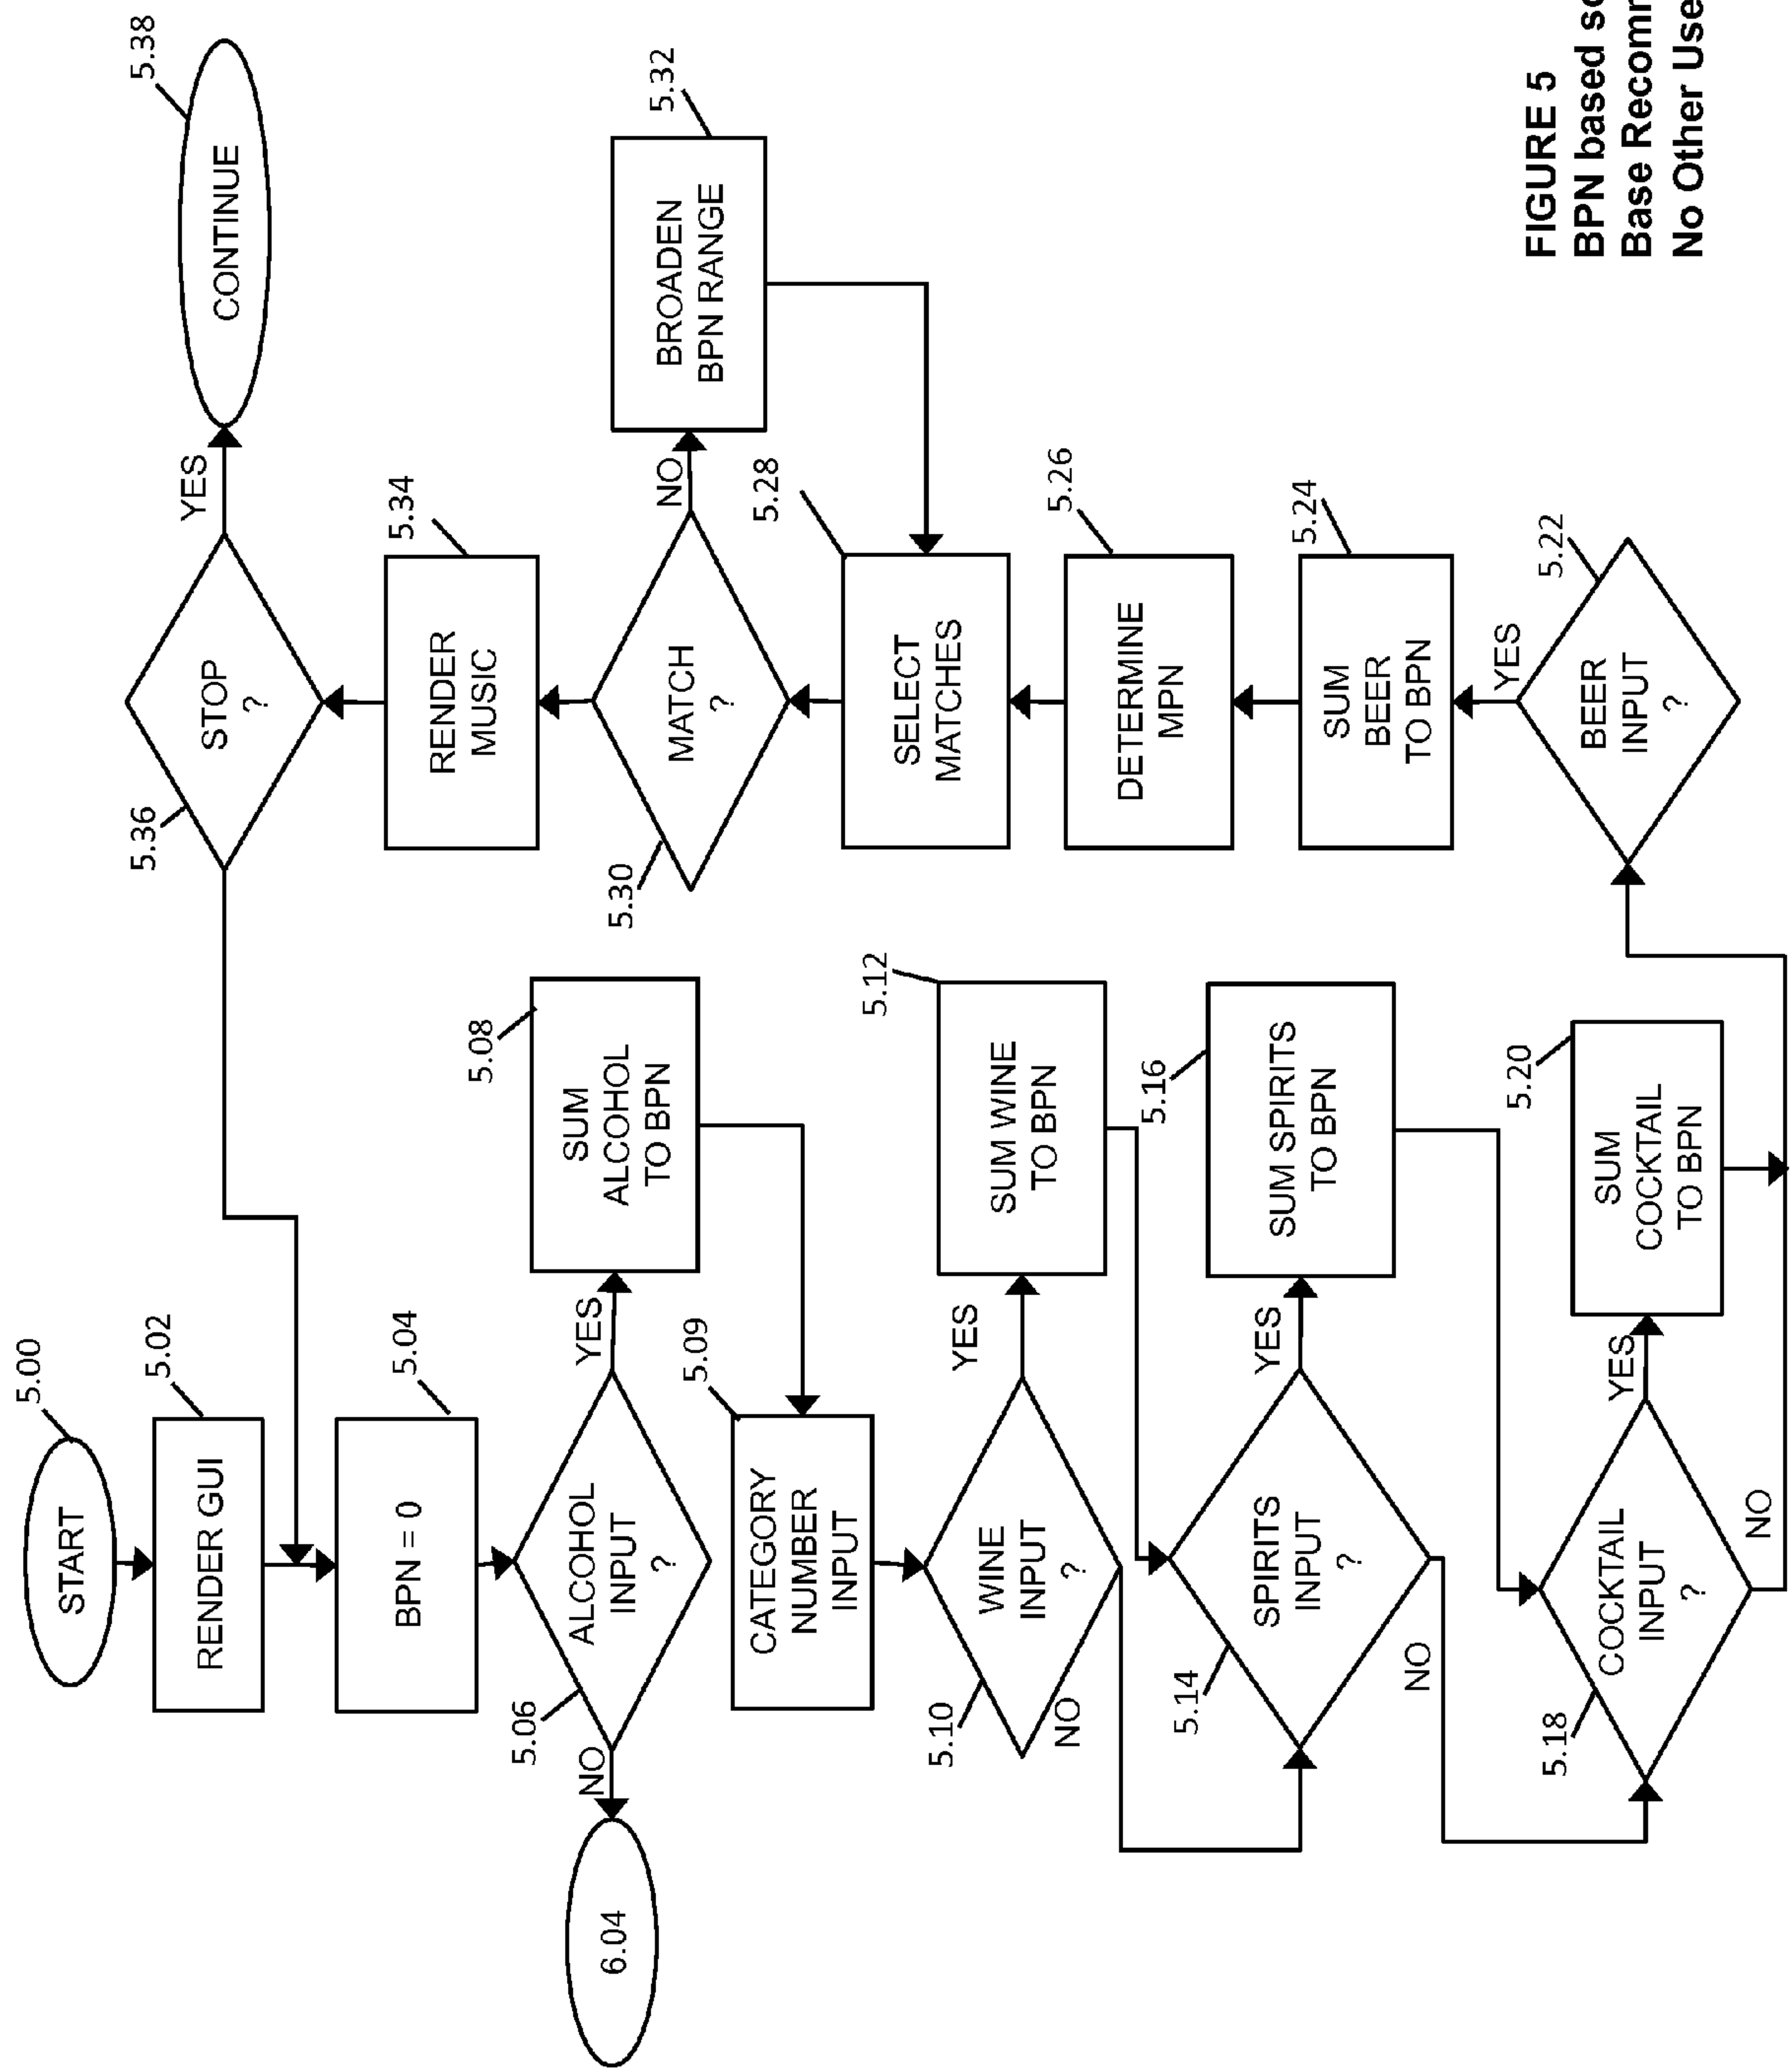 5.00
START
5.02
RENDER GUI
5.04
BPN = 0
5.06
ALCOHOL
INPUT
?
NO
6.04
YES
5.08
SUM
ALCOHOL
TO BPN
5.09
CATEGORY
NUMBER
INPUT
5.10
WINE
INPUT
?
NO
YES
5.12
SUM WINE
TO BPN
5.14
SPIRITS
INPUT
?
NO
YES
5.16
SUM SPIRITS
TO BPN
5.18
COCKTAIL
INPUT
?
NO
YES
5.20
SUM
COCKTAIL
TO BPN
5.22
BEER
INPUT
?
YES
5.24
SUM
BEER
TO BPN
5.26
DETERMINE
MPN
5.28
SELECT
MATCHES
5.30
MATCH
?
NO
5.32
BROADEN
BPN RANGE
5.34
RENDER
MUSIC
5.36
STOP
?
YES
5.38
CONTINUE
FIGURE 5
BPN based
Base
No Other